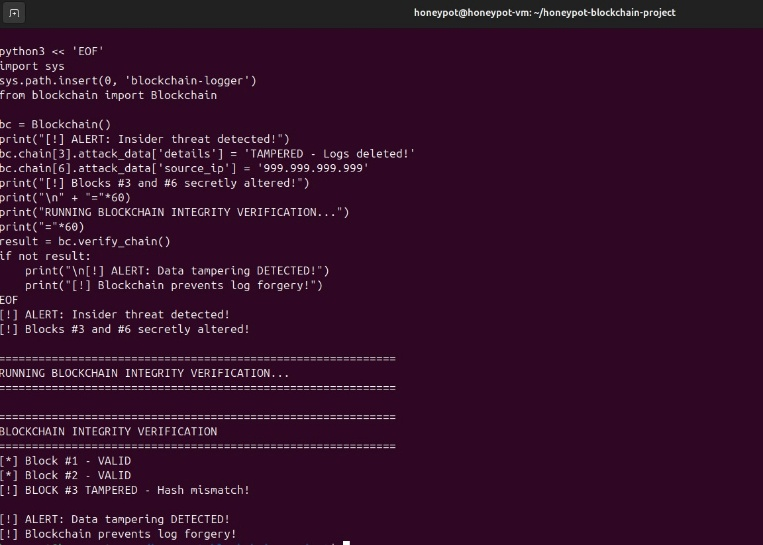 honeypot@honeypot-vm: ~/honeypot-blockchain-project
python3 << 'EOF'
import sys
sys.path.insert(0, 'blockchain-logger')
from blockchain import Blockchain
bc = Blockchain()
print("[!] ALERT: Insider threat detected!")
bc.chain[3].attack_data['details'] = 'TAMPERED - Logs deleted!'
bc.chain[6].attack_data['source_ip'] = '999.999.999.999'
print("[!] Blocks #3 and #6 secretly altered!")
print("\n" + "="*60)
print("RUNNING BLOCKCHAIN INTEGRITY VERIFICATION...")
print("="*60)
result = bc.verify_chain()
if not result:
    print("\n[!] ALERT: Data tampering DETECTED!")
    print("[!] Blockchain prevents log forgery!")
EOF
[!] ALERT: Insider threat detected!
[!] Blocks #3 and #6 secretly altered!
============================================================
RUNNING BLOCKCHAIN INTEGRITY VERIFICATION...
============================================================
============================================================
BLOCKCHAIN INTEGRITY VERIFICATION
============================================================
[*] Block #1 - VALID
[*] Block #2 - VALID
[!] BLOCK #3 TAMPERED - Hash mismatch!
[!] ALERT: Data tampering DETECTED!
[!] Blockchain prevents log forgery!